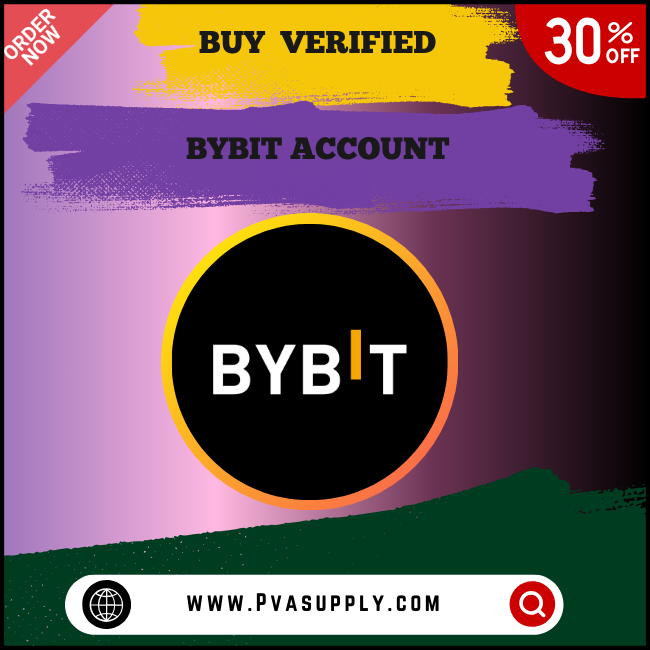 ORDER
NOW
BUY VERIFIED
30% OFF
BYBIT ACCOUNT
BYBIT
www.Pvasupply.com